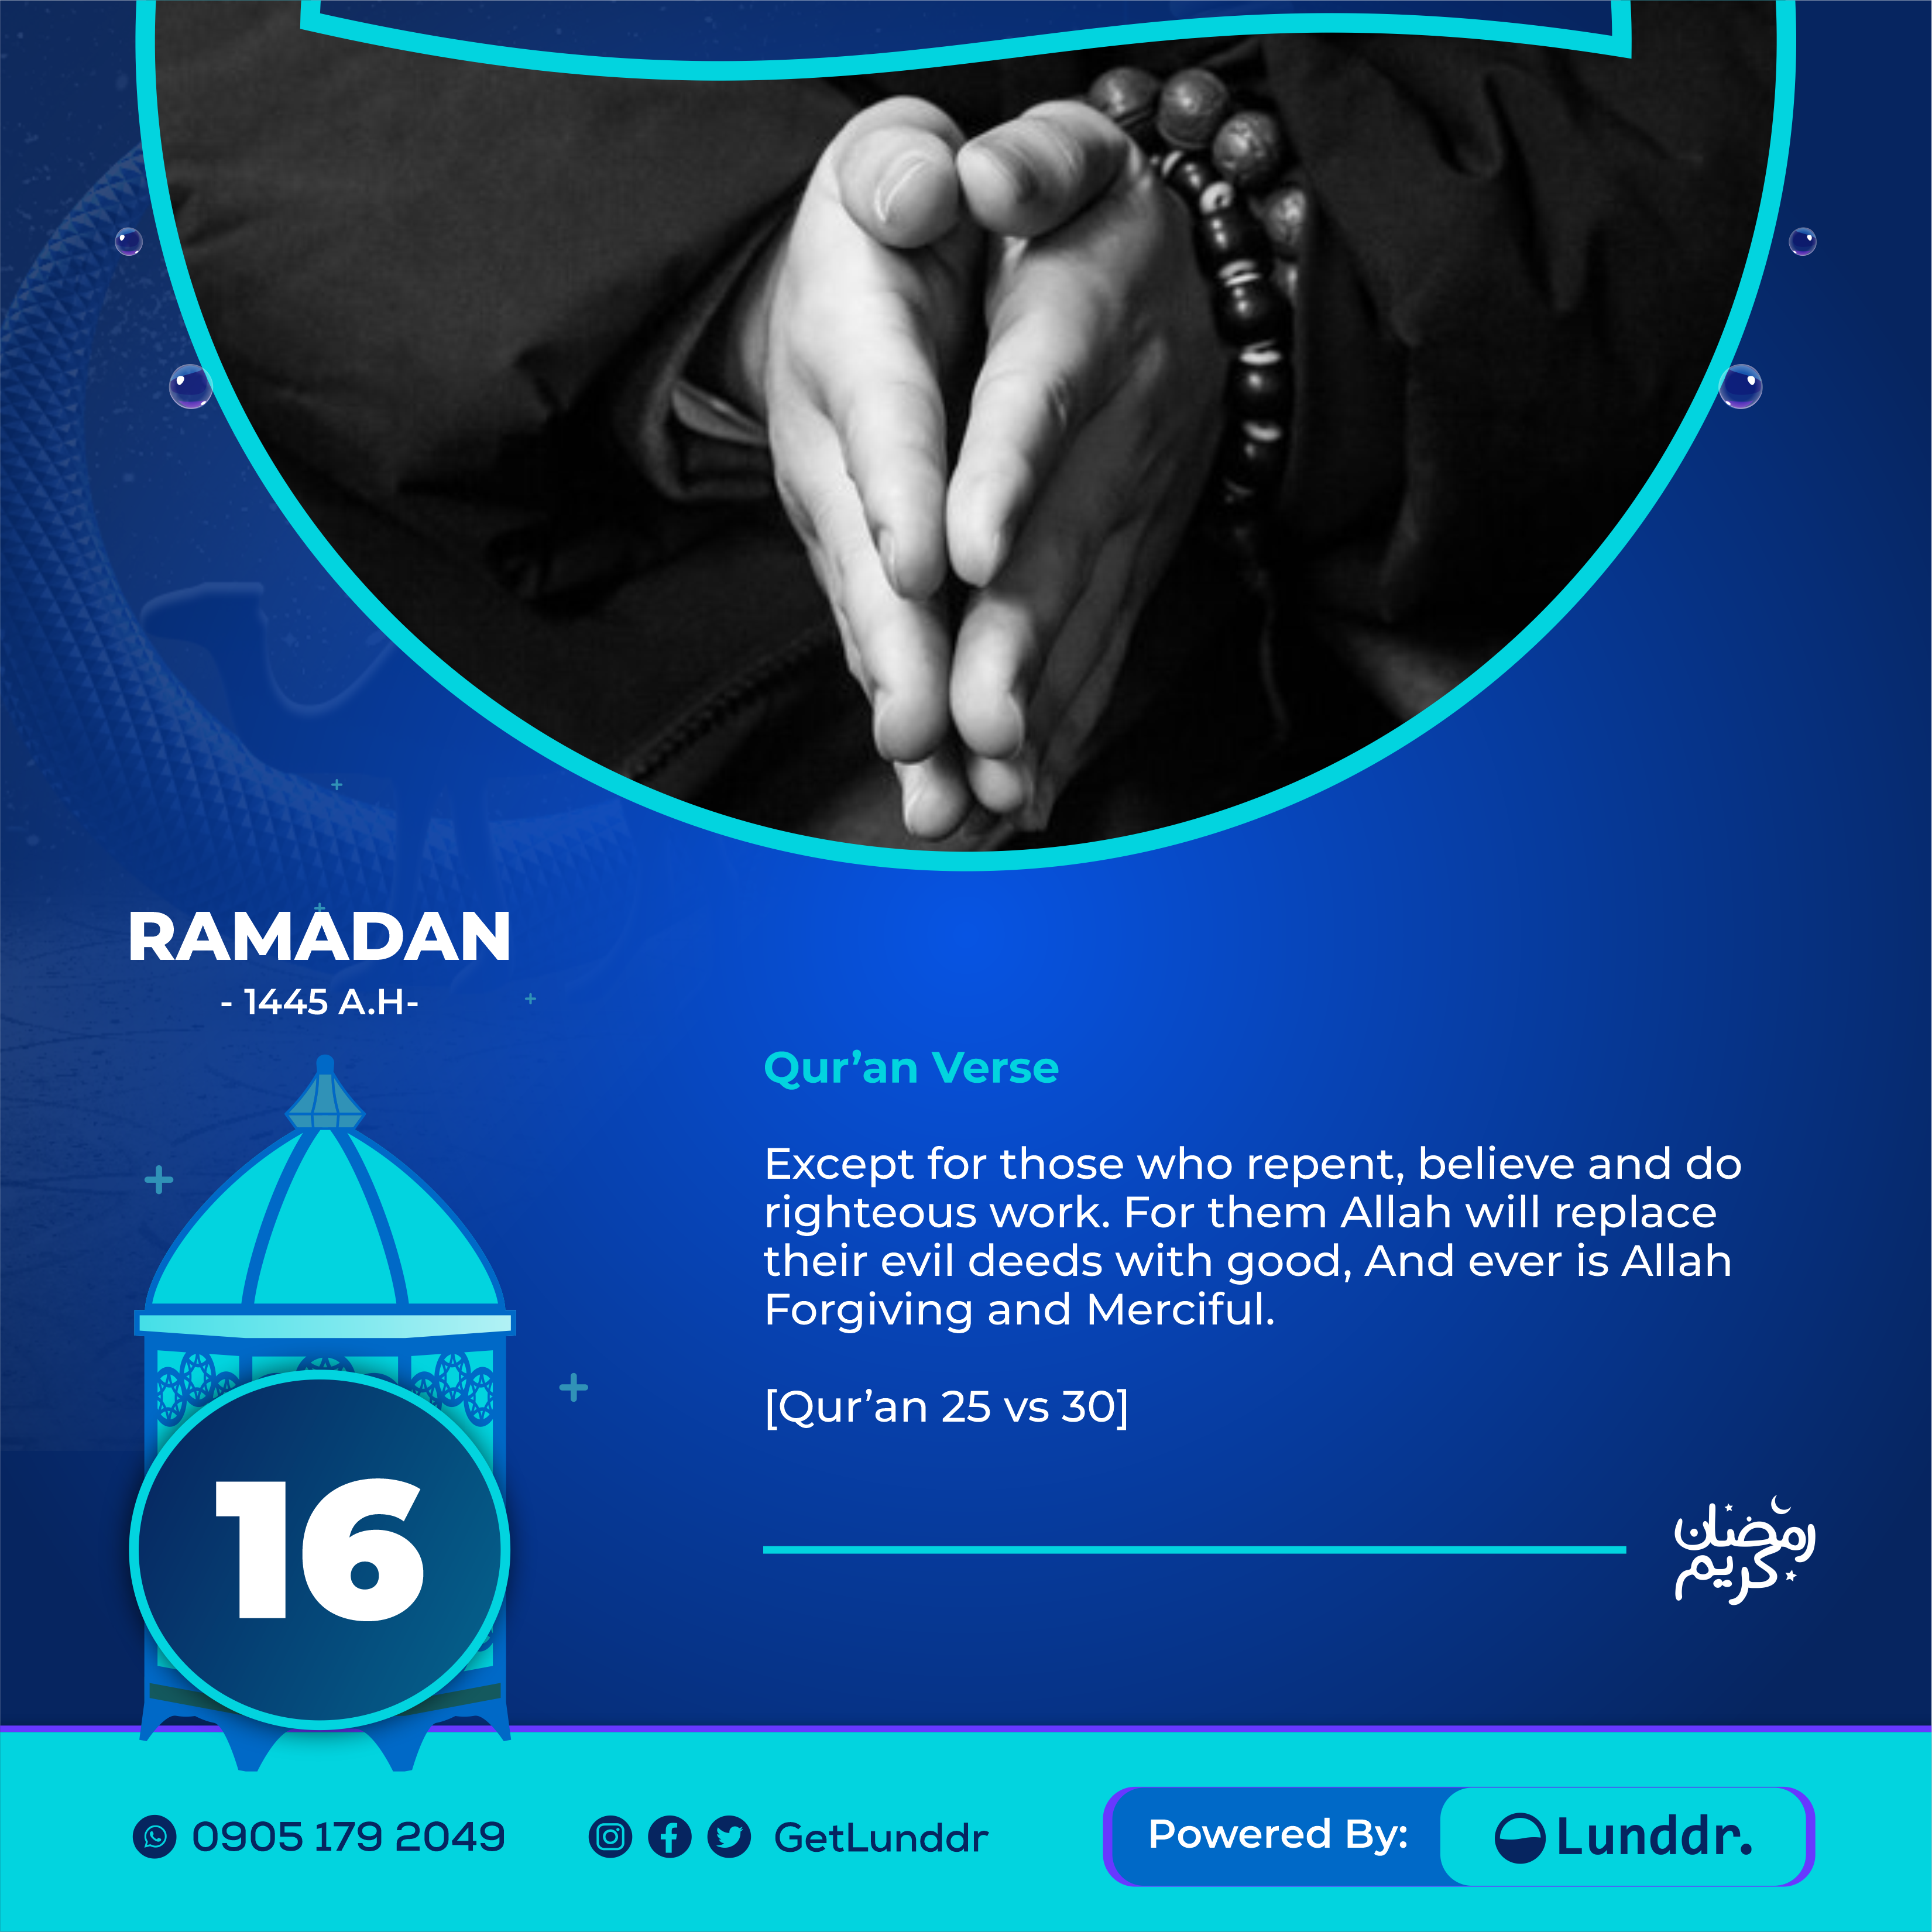 RAMADAN
- 1445 A.H-
Qur’an Verse
Except for those who repent, believe and do
righteous work. For them Allah will replace
their evil deeds with good, And ever is Allah
Forgiving and Merciful.
[Qur’an 25 vs 30]
16
رمضان
كريم
0905 179 2049
GetLunddr
Powered By:
Lunddr.